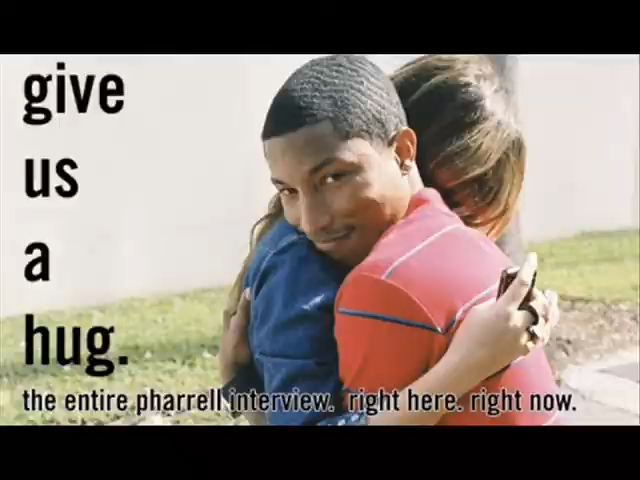 give
us
a
hug.
the entire pharrell interview. right here. right now.